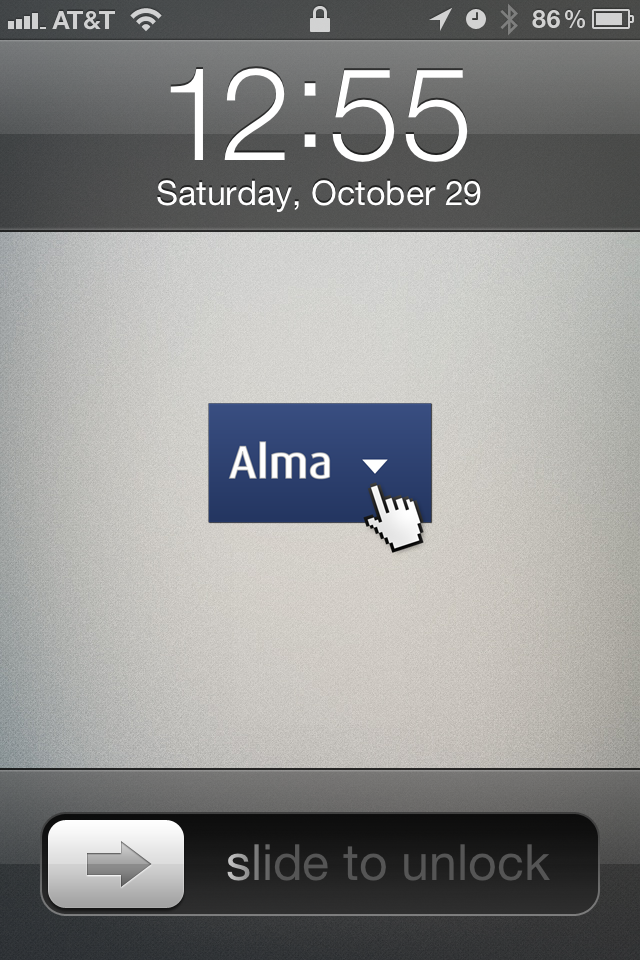 AT&T 86%
12:55
Saturday, October 29
Alma
slide to unlock